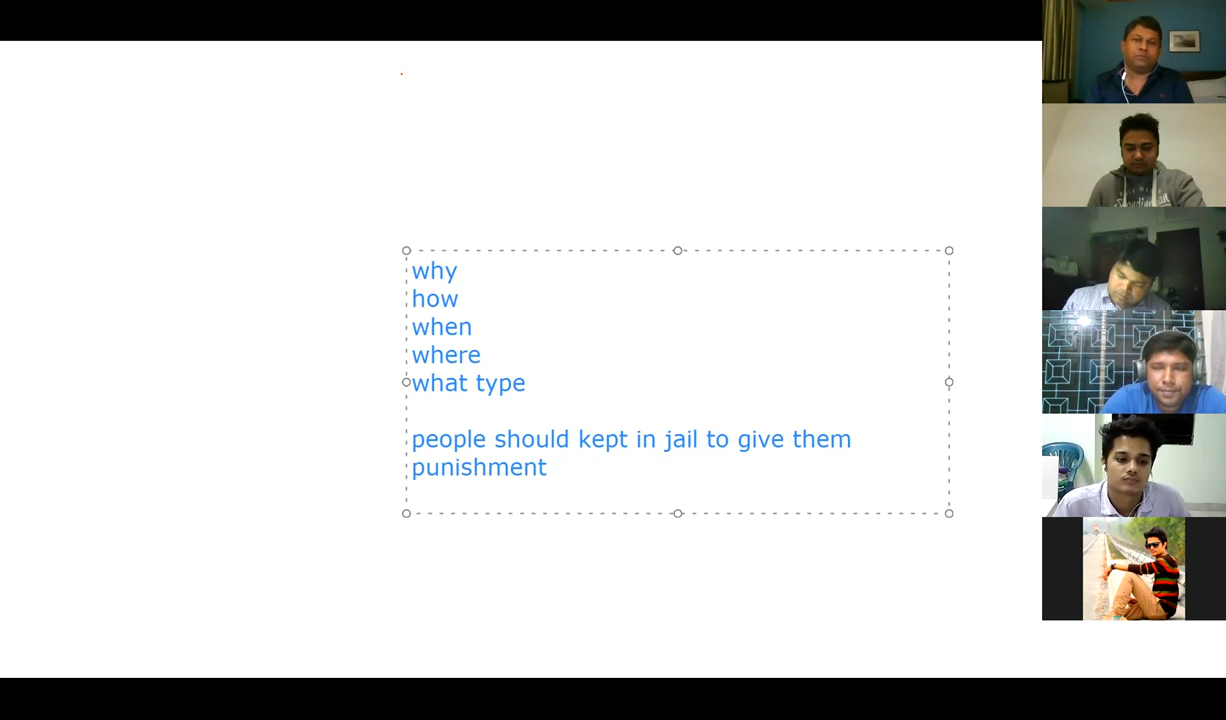 why
how
when
where
what type
people should kept in jail to give them
punishment